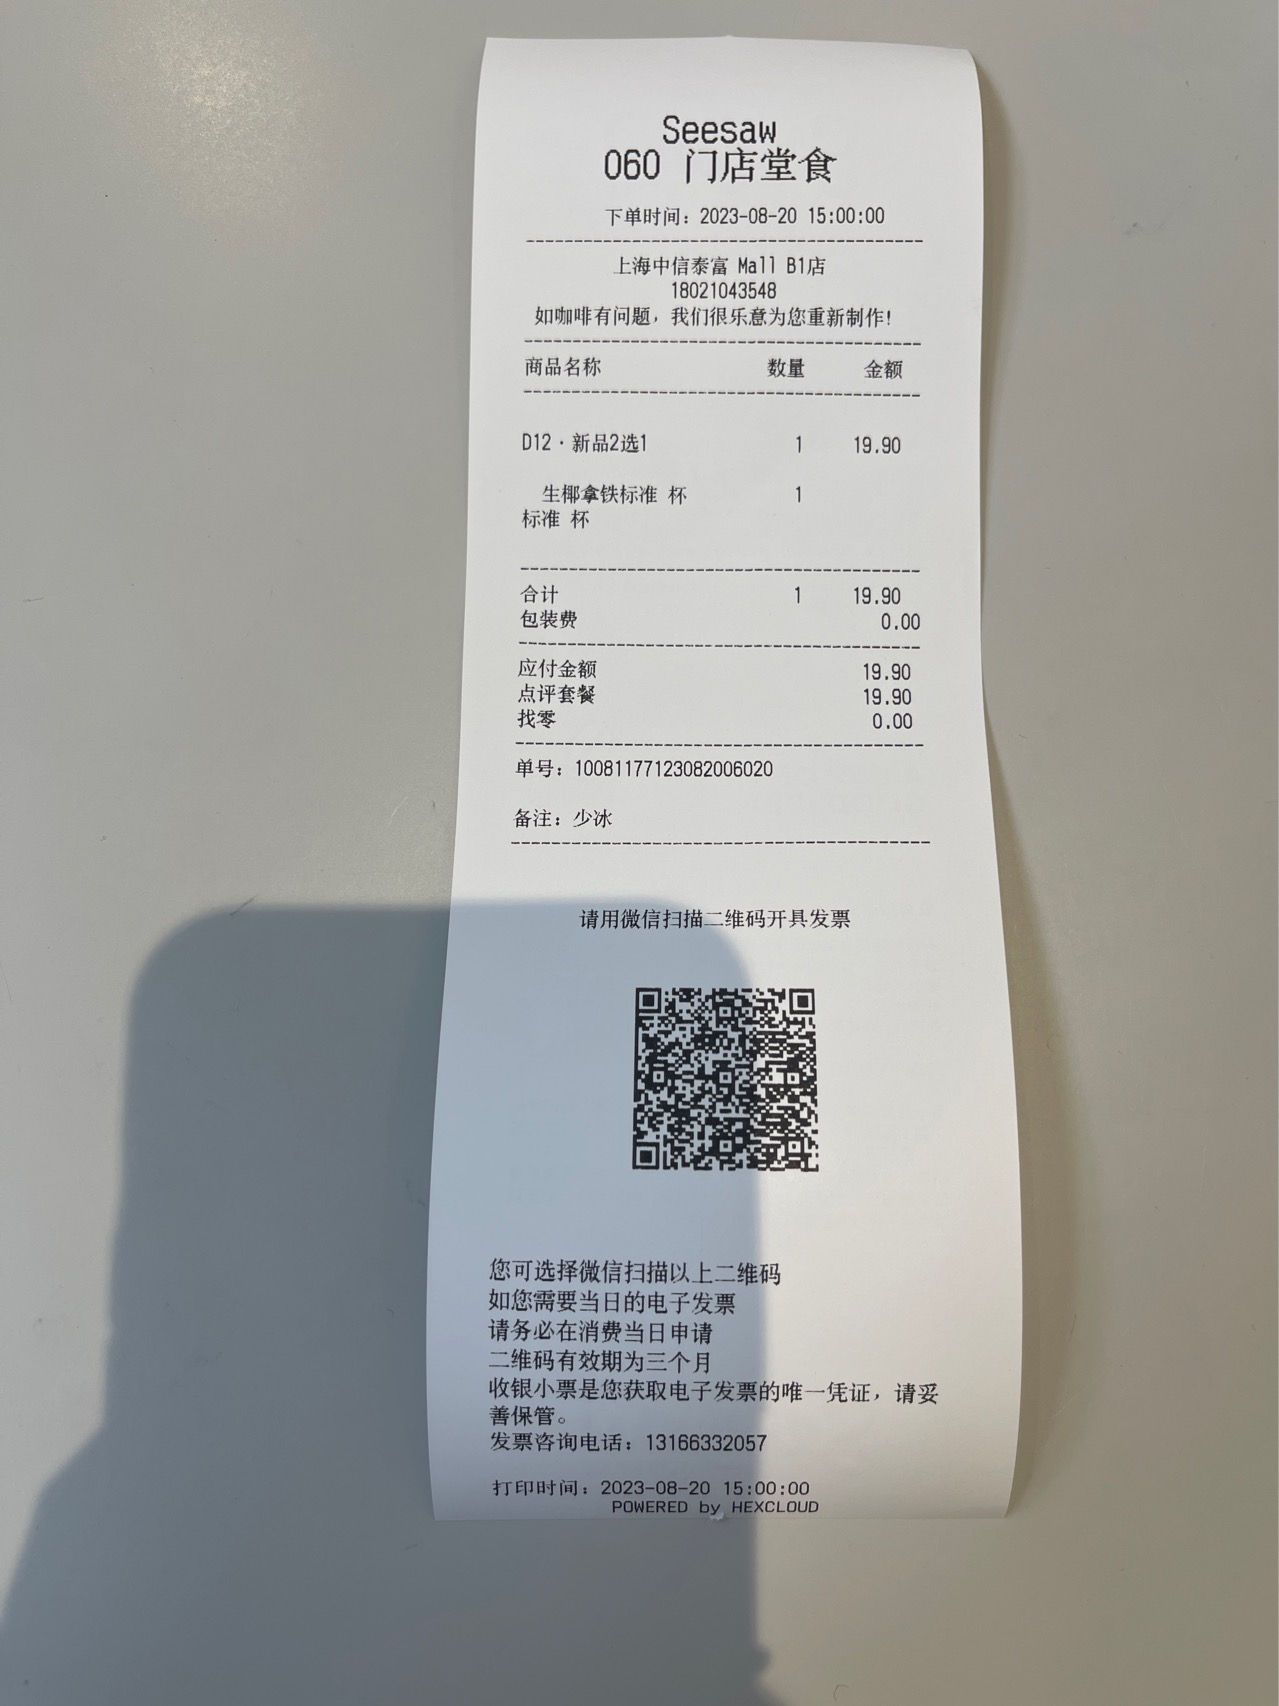 Seesaw
060 门店堂食
下单时间：2023-08-20 15:00:00
上海中信泰富 Mall B1店
18021043548
如咖啡有问题，我们很乐意为您重新制作！
商品名称 数量 金额
D12·新品2选1 1 19.90
生椰拿铁标准 杯 1
标准 杯
合计 1 19.90
包装费 0.00
应付金额 19.90
点评套餐 19.90
找零 0.00
单号：10081177123082006020
备注：少冰
请用微信扫描二维码开具发票
您可选择微信扫描以上二维码
如您需要当日的电子发票
请务必在消费当日申请
二维码有效期为三个月
收银小票是您获取电子发票的唯一凭证，请妥
善保管。
发票咨询电话：13166332057
打印时间：2023-08-20 15:00:00
POWERED by HEXCLOUD